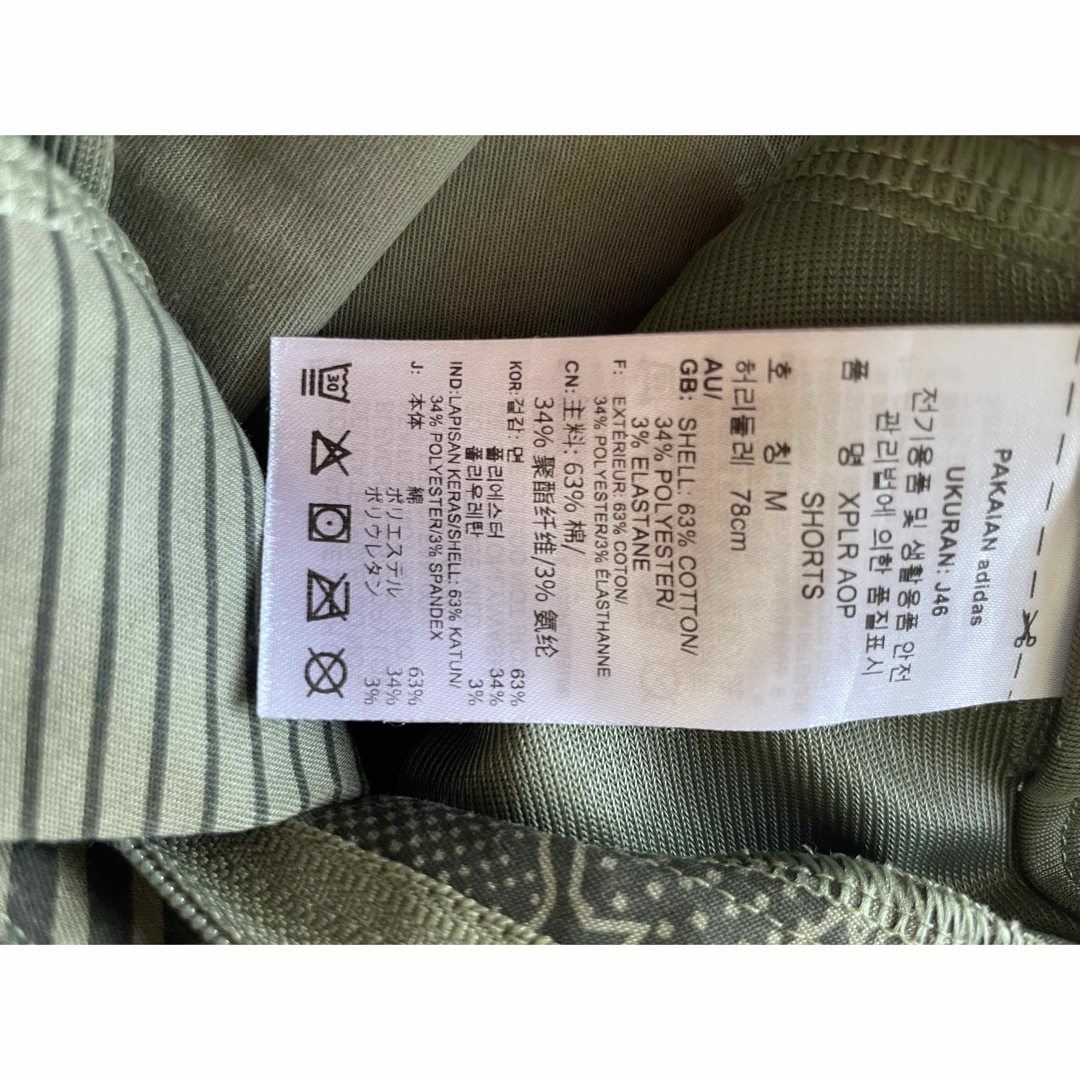 PAKAIAN adidas
UKURAN: J46
전기용품 및 생활용품 안전
관리법에 의한 품질표시
품 명 XPLR AOP
SHORTS
호 칭 M
허리둘레 78cm
AU/
GB: SHELL: 63% COTTON/
34% POLYESTER/
3% ELASTANE
F: EXTÉRIEUR: 63% COTON/
34% POLYESTER/3% ÉLASTHANNE
CN: 主料: 63% 棉/
34% 聚酯纤维/3% 氨纶
KOR: 겉감: 면 63%
폴리에스터 34%
폴리우레탄 3%
IND:LAPISAN KERAS/SHELL: 63% KATUN/
34% POLYESTER/3% SPANDEX
J: 本体 綿 63%
ポリエステル 34%
ポリウレタン 3%
30